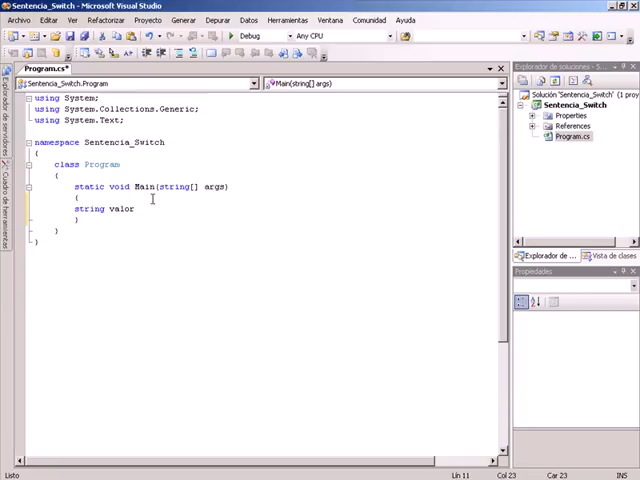 Sentencia_Switch - Microsoft Visual Studio
Archivo Editar Ver Refactorizar Proyecto Generar Depurar Datos Herramientas Ventana Comunidad Ayuda
Debug Any CPU
Program.cs*
Sentencia_Switch.Program Main(string[] args)
using System;
using System.Collections.Generic;
using System.Text;
namespace Sentencia_Switch
{
class Program
{
static void Main(string[] args)
{
string valor
}
}
}
Explorador de servidores
Cuadro de herramientas
Explorador de soluciones - Sentencia_Switch
Solución 'Sentencia_Switch' (1 proy
Sentencia_Switch
Properties
References
Program.cs
Explorador de ... Vista de clases
Propiedades
Listo Lín 11 Col 23 Car 23 INS